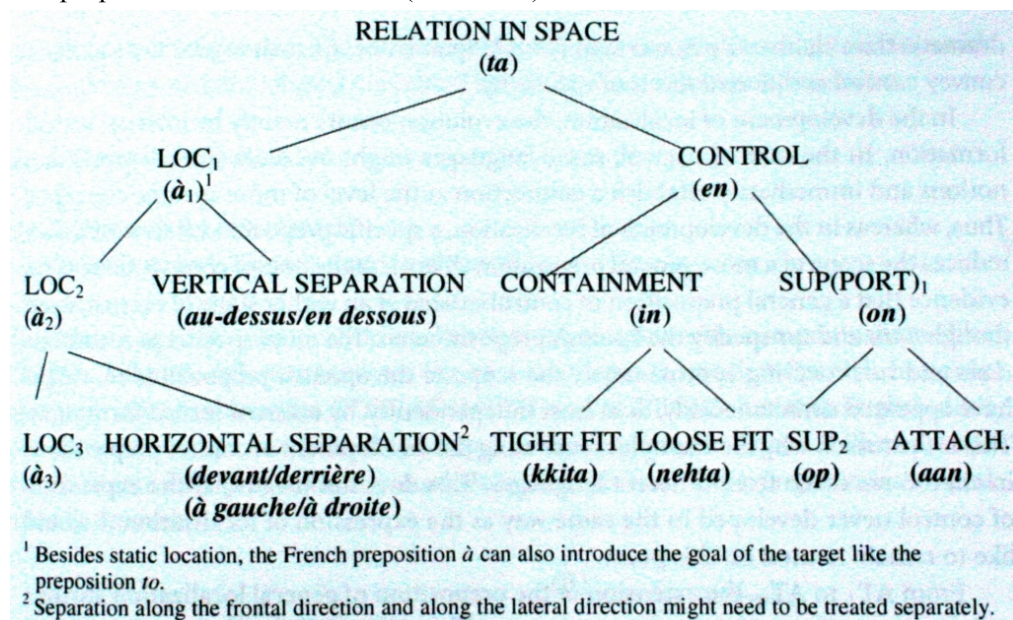 RELATION IN SPACE
(ta)
LOC₁ CONTROL
(à₁)¹ (en)
LOC₂ VERTICAL SEPARATION CONTAINMENT SUP(PORT)₁
(à₂) (au-dessus/en dessous) (in) (on)
LOC₃ HORIZONTAL SEPARATION² TIGHT FIT LOOSE FIT SUP₂ ATTACH.
(à₃) (devant/derrière) (kkita) (nehta) (op) (aan)
(à gauche/à droite)
¹ Besides static location, the French preposition à can also introduce the goal of the target like the
preposition to.
² Separation along the frontal direction and along the lateral direction might need to be treated separately.